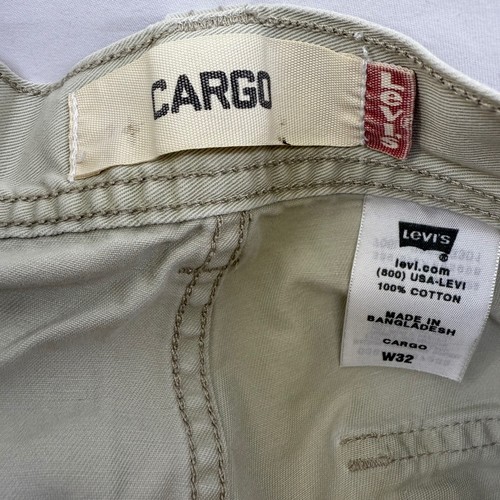 CARGO
Levi's
LEVI'S
®
levi.com
(800) USA-LEVI
100% COTTON
MADE IN
BANGLADESH
CARGO
W32